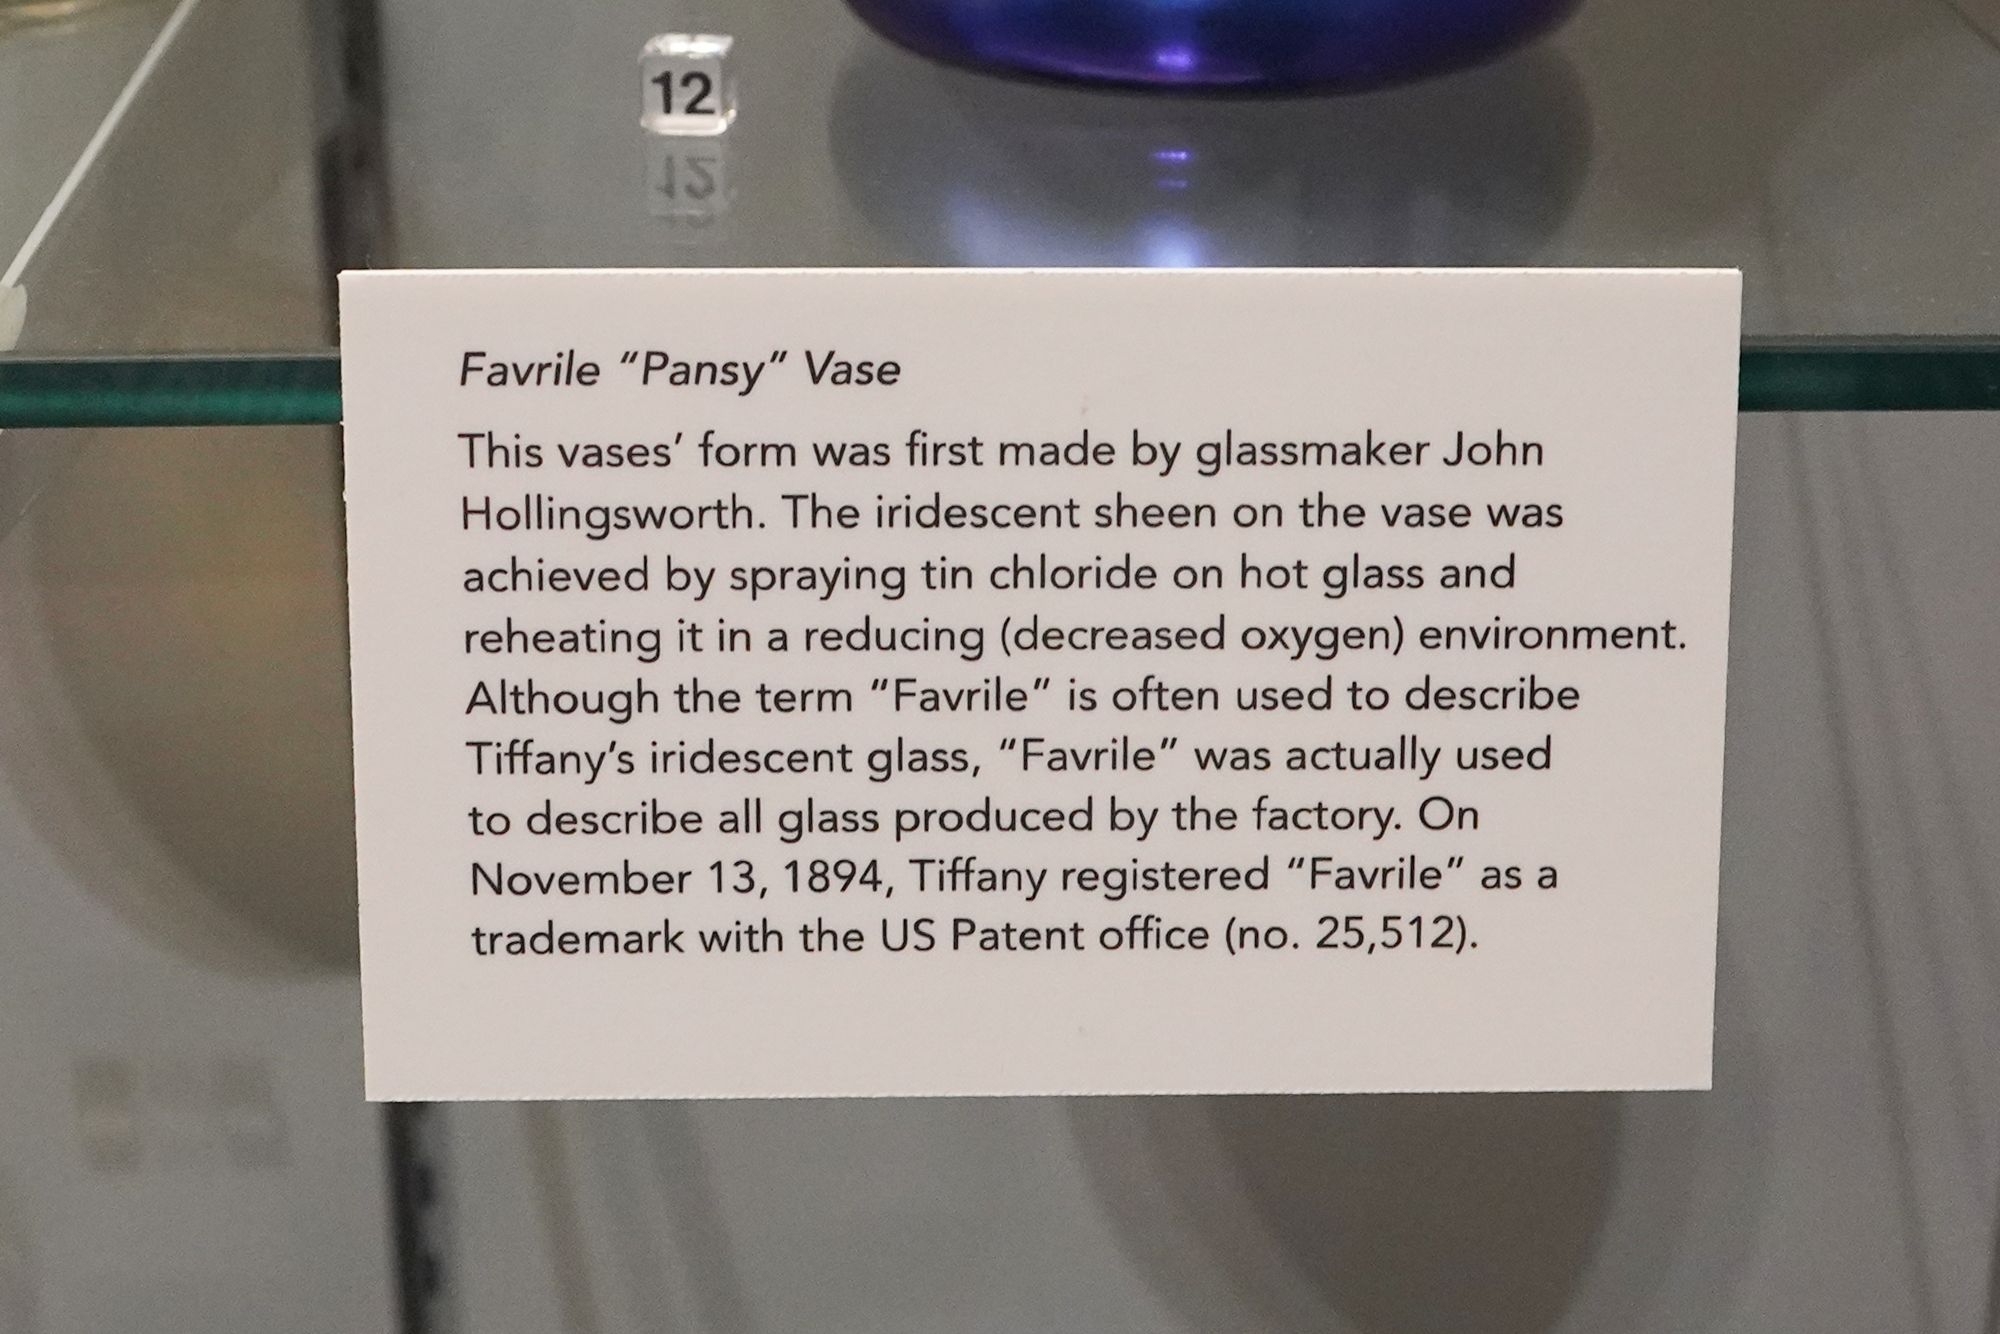 12
Favrile “Pansy” Vase
This vases’ form was first made by glassmaker John
Hollingsworth. The iridescent sheen on the vase was
achieved by spraying tin chloride on hot glass and
reheating it in a reducing (decreased oxygen) environment.
Although the term “Favrile” is often used to describe
Tiffany’s iridescent glass, “Favrile” was actually used
to describe all glass produced by the factory. On
November 13, 1894, Tiffany registered “Favrile” as a
trademark with the US Patent office (no. 25,512).